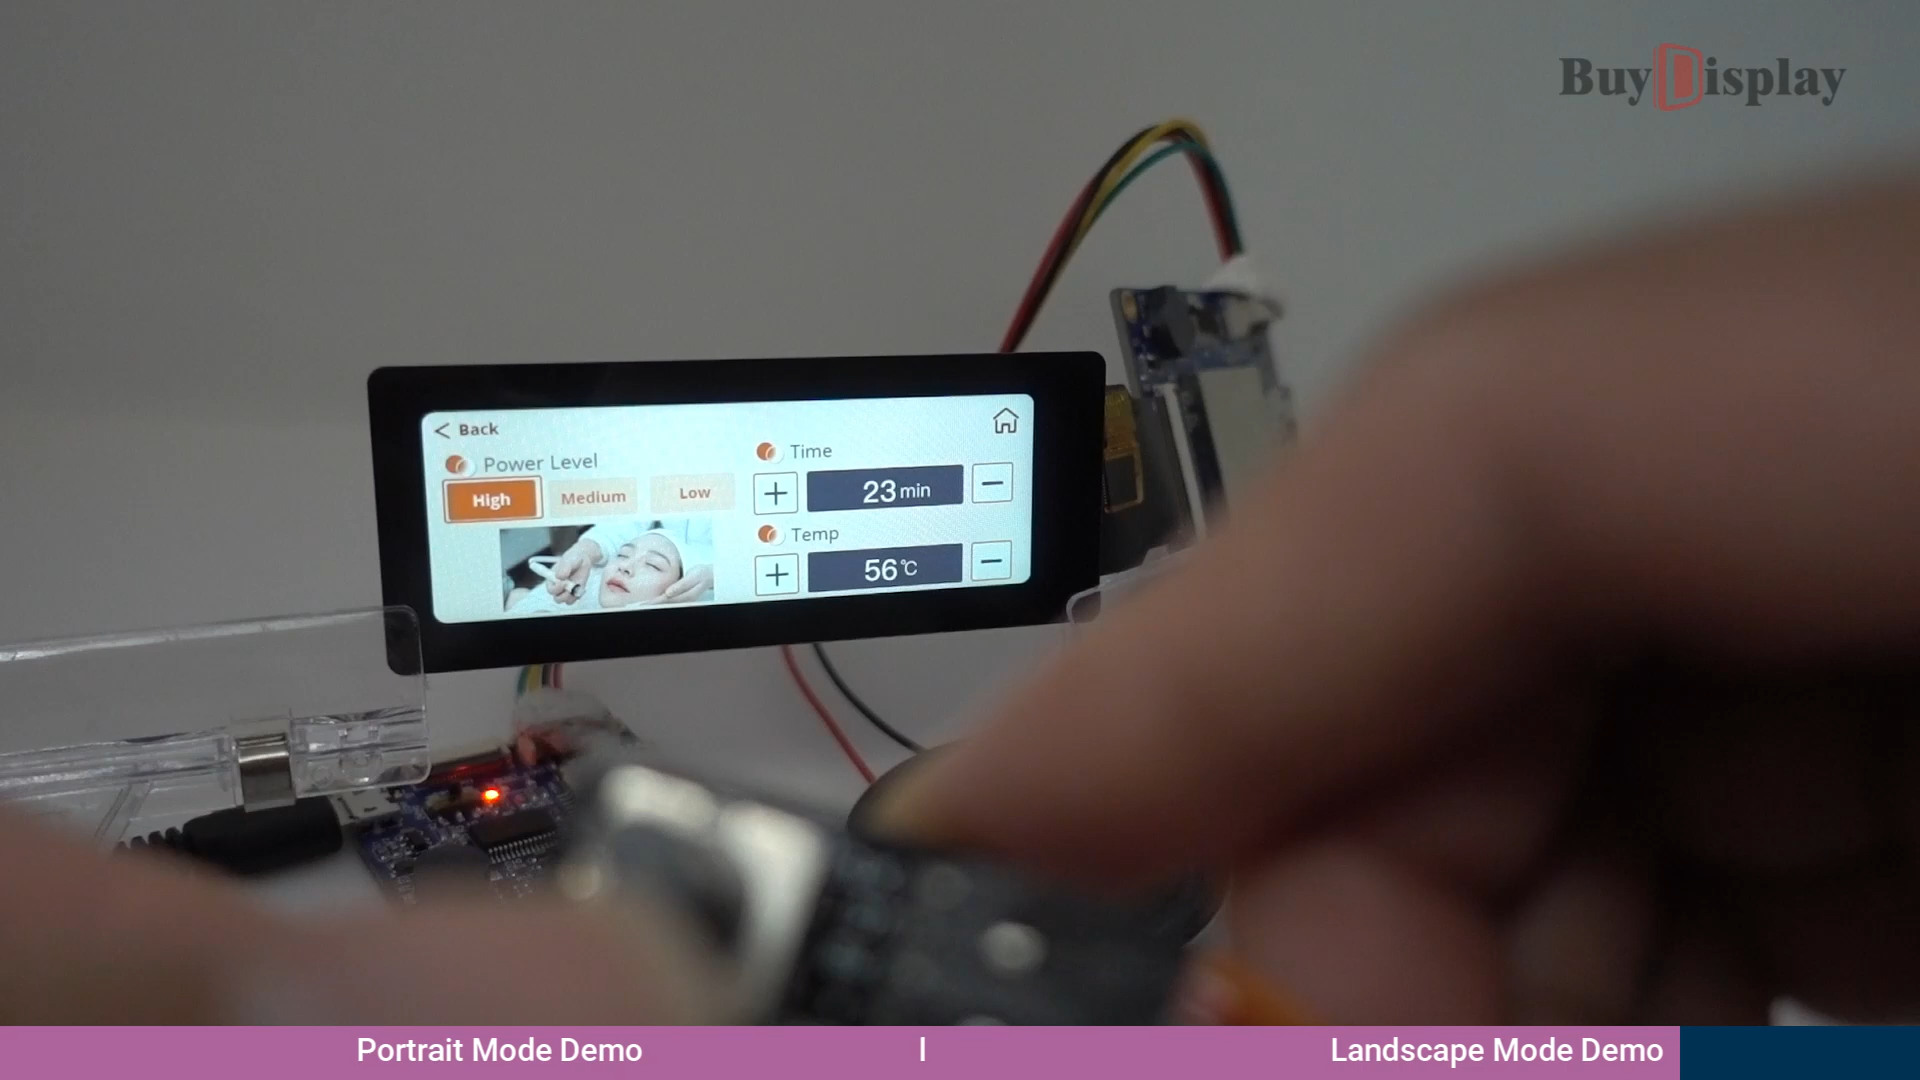 BuyDisplay
< Back
Power Level
High
Medium
Low
Time
+
23 min
−
Temp
+
56 ℃
−
Portrait Mode Demo
|
Landscape Mode Demo